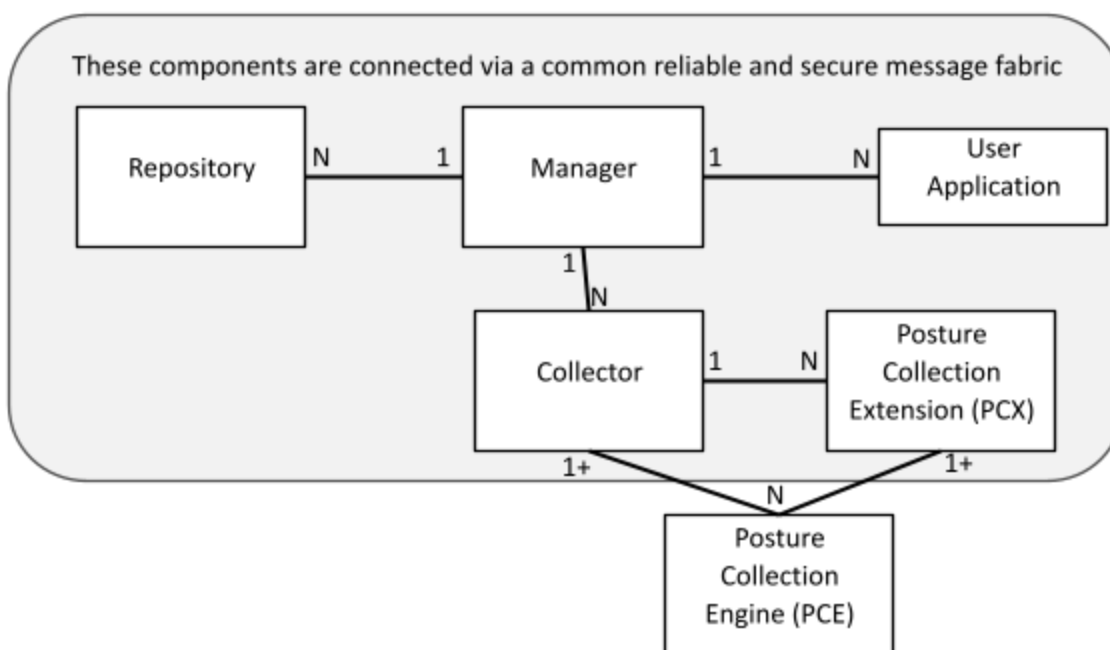 These components are connected via a common reliable and secure message fabric
Repository
N
1
Manager
1
N
User
Application
1
N
Collector
1
N
Posture
Collection
Extension (PCX)
1+
1+
N
Posture
Collection
Engine (PCE)